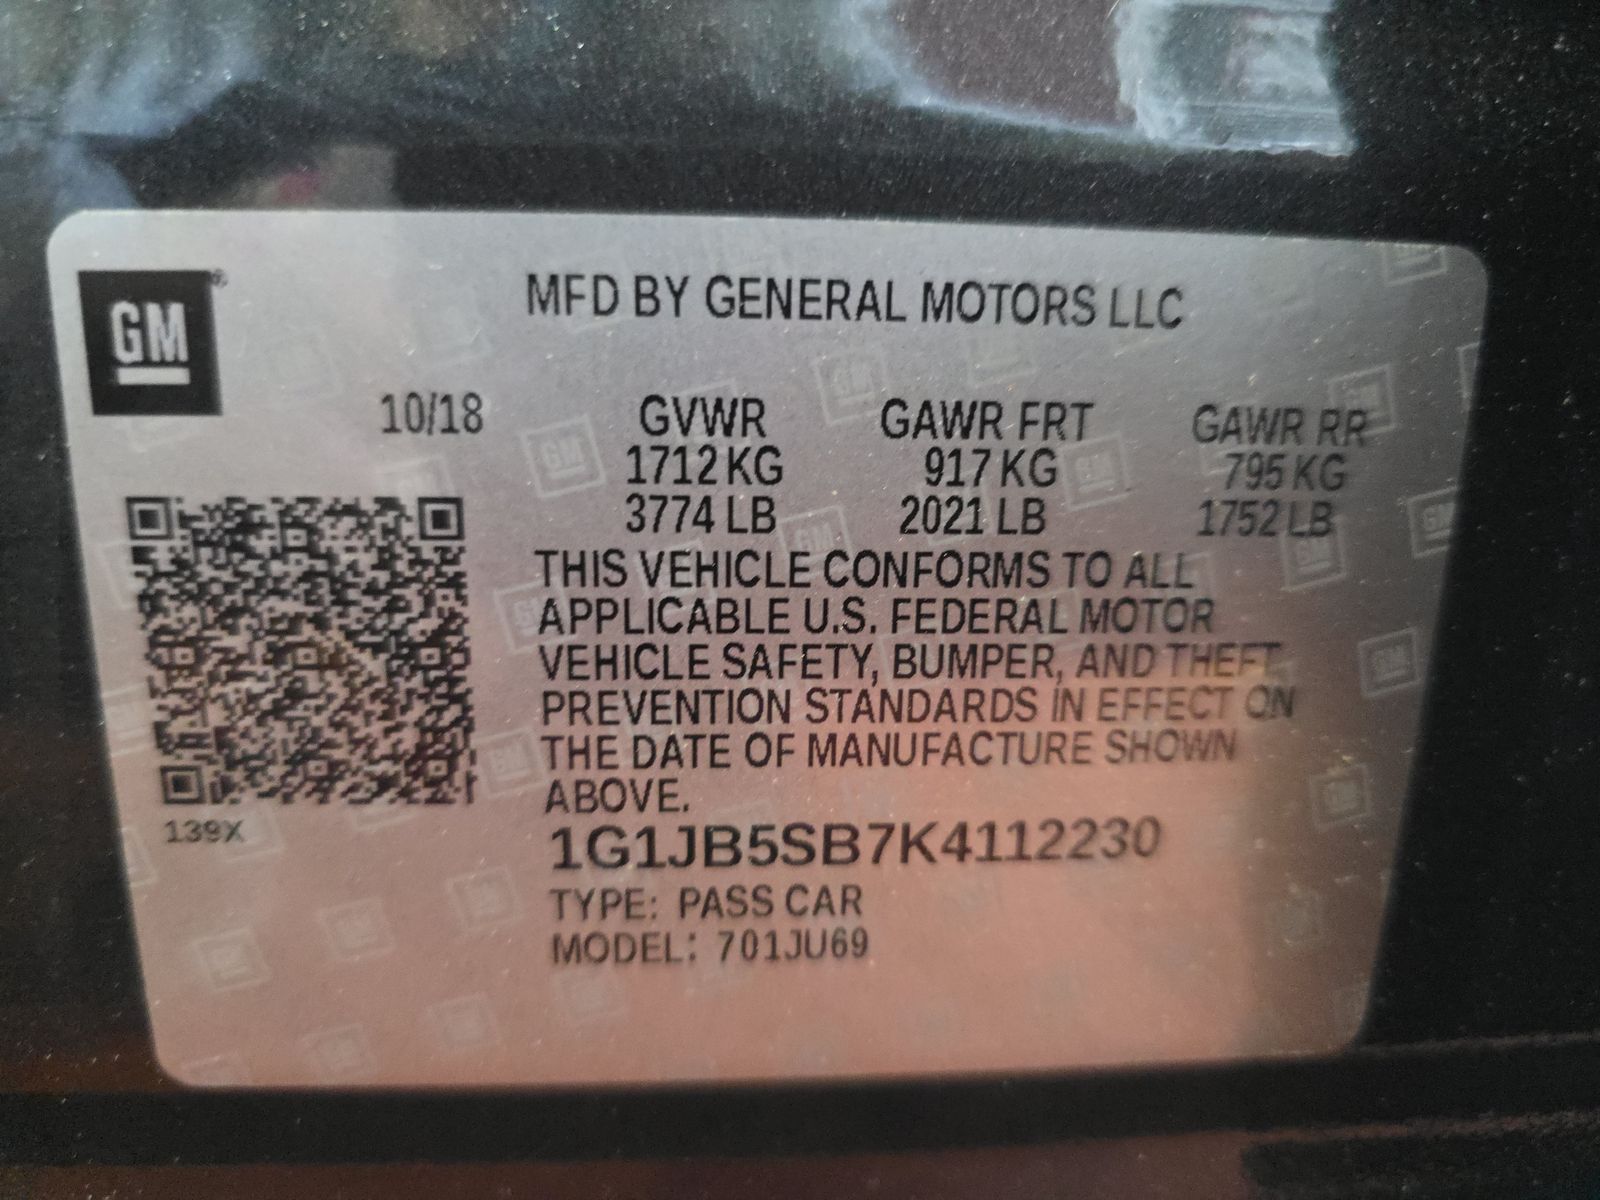 GM
MFD BY GENERAL MOTORS LLC
10/18 GVWR GAWR FRT GAWR RR
1712 KG 917 KG 795 KG
3774 LB 2021 LB 1752 LB
THIS VEHICLE CONFORMS TO ALL
APPLICABLE U.S. FEDERAL MOTOR
VEHICLE SAFETY, BUMPER, AND THEFT
PREVENTION STANDARDS IN EFFECT ON
THE DATE OF MANUFACTURE SHOWN
ABOVE.
139X
1G1JB5SB7K4112230
TYPE: PASS CAR
MODEL: 701JU69